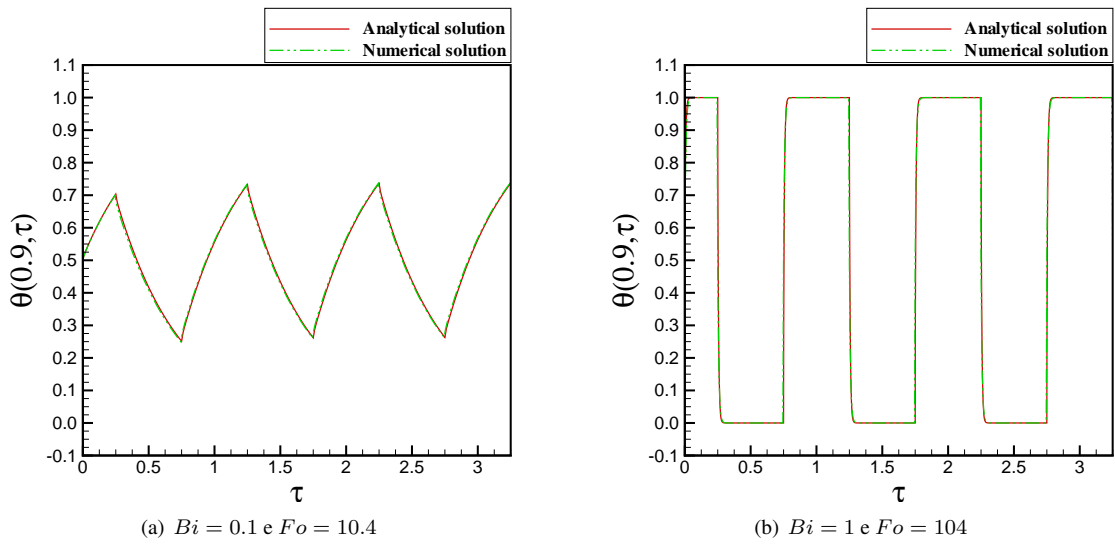 Analytical solution
Numerical solution
1.1
1.0
0.9
0.8
0.7
0.6
0.5
0.4
0.3
0.2
0.1
0.0
-0.1
θ(0.9,τ)
0 0.5 1 1.5 2 2.5 3
τ
(a) Bi = 0.1 e Fo = 10.4
Analytical solution
Numerical solution
1.1
1.0
0.9
0.8
0.7
0.6
0.5
0.4
0.3
0.2
0.1
0.0
-0.1
θ(0.9,τ)
0 0.5 1 1.5 2 2.5 3
τ
(b) Bi = 1 e Fo = 104